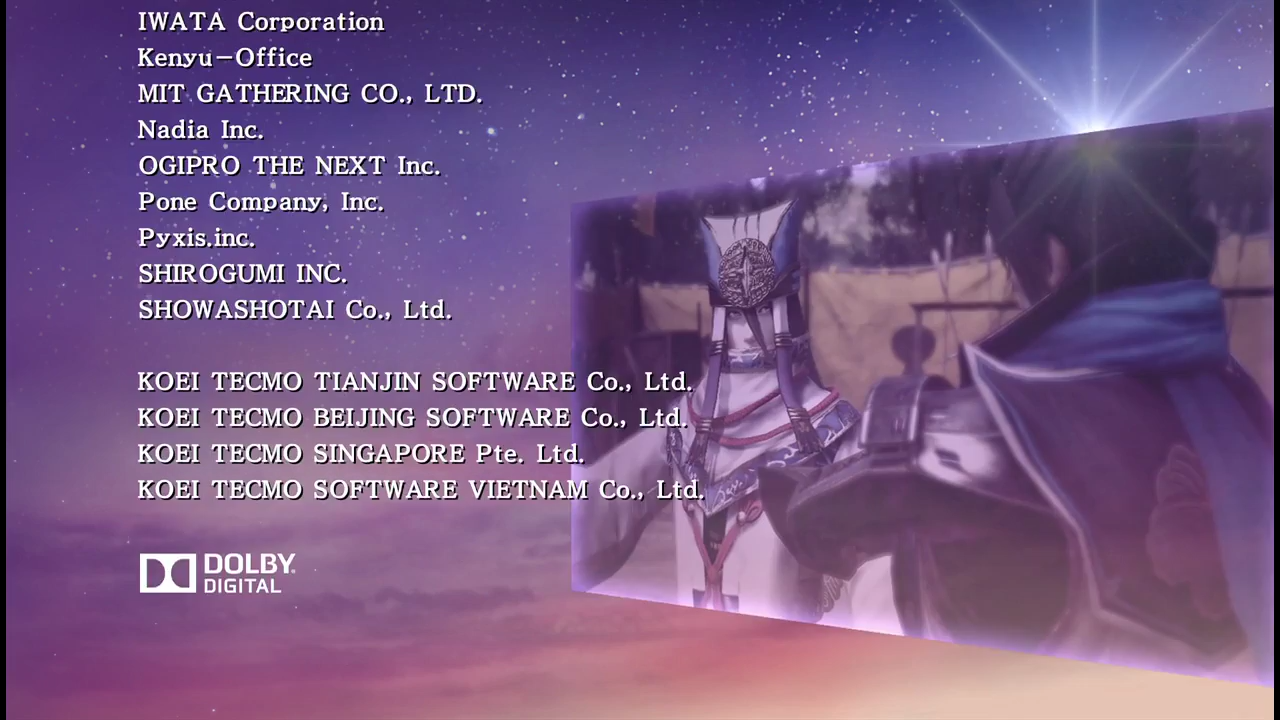 IWATA Corporation
Kenyu−Office
MIT GATHERING CO., LTD.
Nadia Inc.
OGIPRO THE NEXT Inc.
Pone Company, Inc.
Pyxis.inc.
SHIROGUMI INC.
SHOWASHOTAI Co., Ltd.
KOEI TECMO TIANJIN SOFTWARE Co., Ltd.
KOEI TECMO BEIJING SOFTWARE Co., Ltd.
KOEI TECMO SINGAPORE Pte. Ltd.
KOEI TECMO SOFTWARE VIETNAM Co., Ltd.
DOLBY
DIGITAL